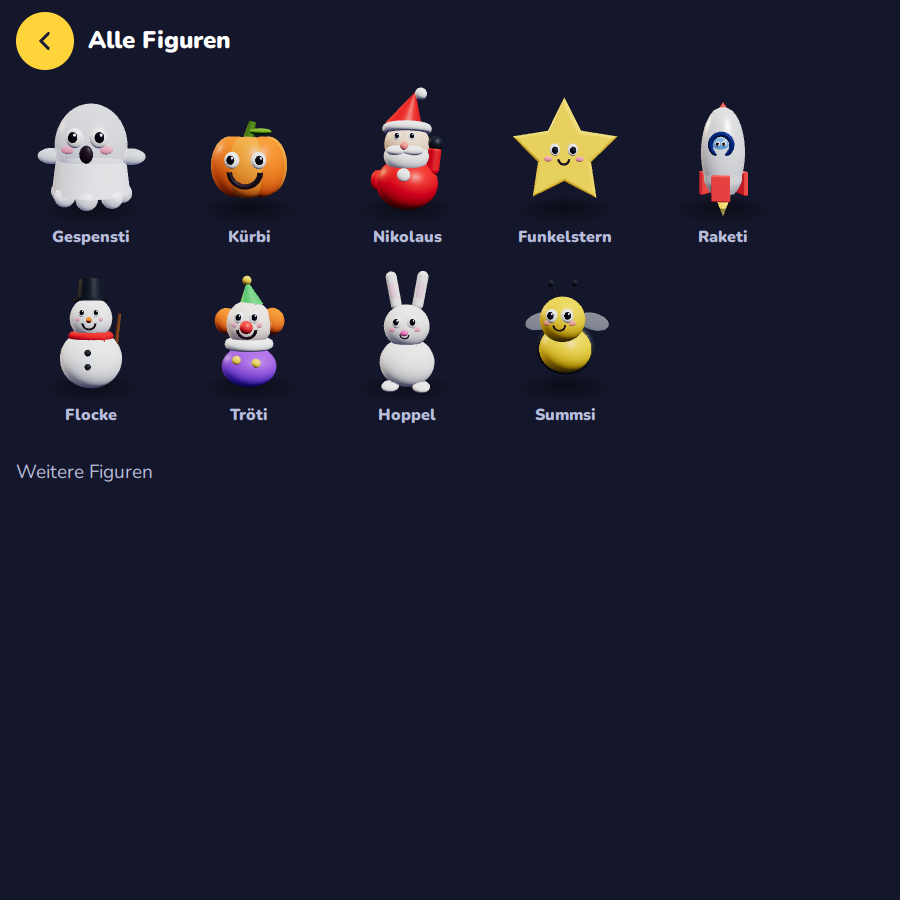 Alle Figuren
Gespensti
Kürbi
Nikolaus
Funkelstern
Raketi
Flocke
Tröti
Hoppel
Summsi
Weitere Figuren